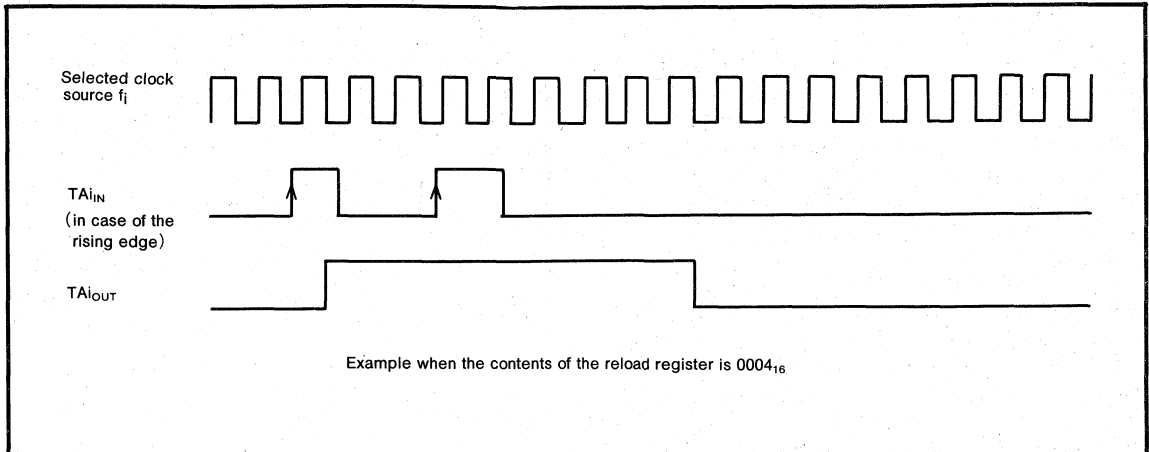 Selected clock
source fi
TAiIN
(in case of the
rising edge)
TAiOUT
Example when the contents of the reload register is 000416